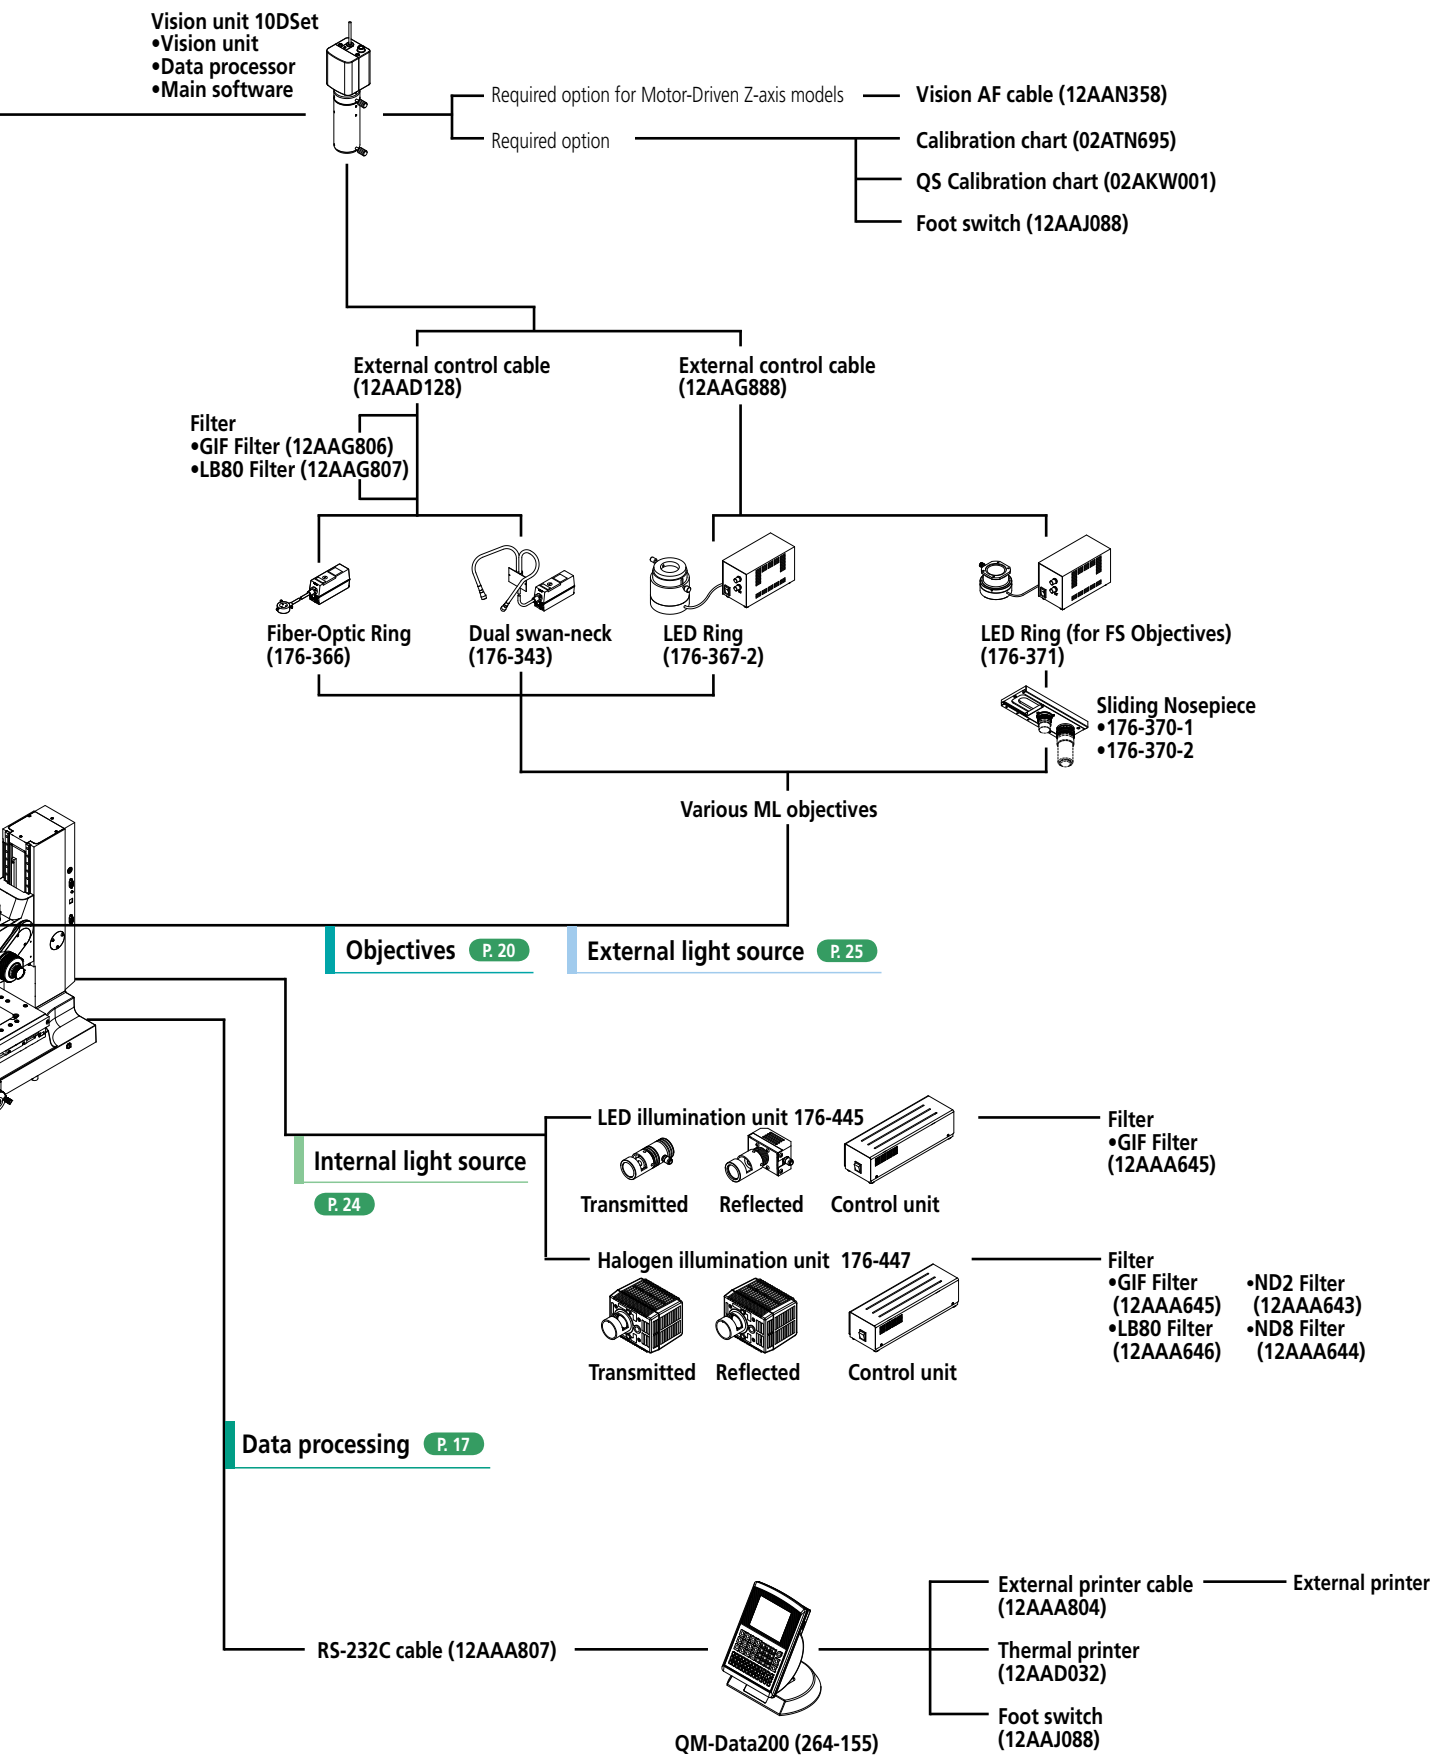 Vision unit 10DSet
•Vision unit
•Data processor
•Main software
Required option for Motor-Driven Z-axis models
Vision AF cable (12AAN358)
Required option
Calibration chart (02ATN695)
QS Calibration chart (02AKW001)
Foot switch (12AAJ088)
External control cable
(12AAD128)
External control cable
(12AAG888)
Filter
•GIF Filter (12AAG806)
•LB80 Filter (12AAG807)
Fiber-Optic Ring
(176-366)
Dual swan-neck
(176-343)
LED Ring
(176-367-2)
LED Ring (for FS Objectives)
(176-371)
Sliding Nosepiece
•176-370-1
•176-370-2
Various ML objectives
Objectives P. 20
External light source P. 25
Internal light source
P. 24
LED illumination unit 176-445
Transmitted
Reflected
Control unit
Filter
•GIF Filter
(12AAA645)
Halogen illumination unit 176-447
Transmitted
Reflected
Control unit
Filter
•GIF Filter
(12AAA645)
•LB80 Filter
(12AAA646)
•ND2 Filter
(12AAA643)
•ND8 Filter
(12AAA644)
Data processing P. 17
RS-232C cable (12AAA807)
QM-Data200 (264-155)
External printer cable
(12AAA804)
External printer
Thermal printer
(12AAD032)
Foot switch
(12AAJ088)